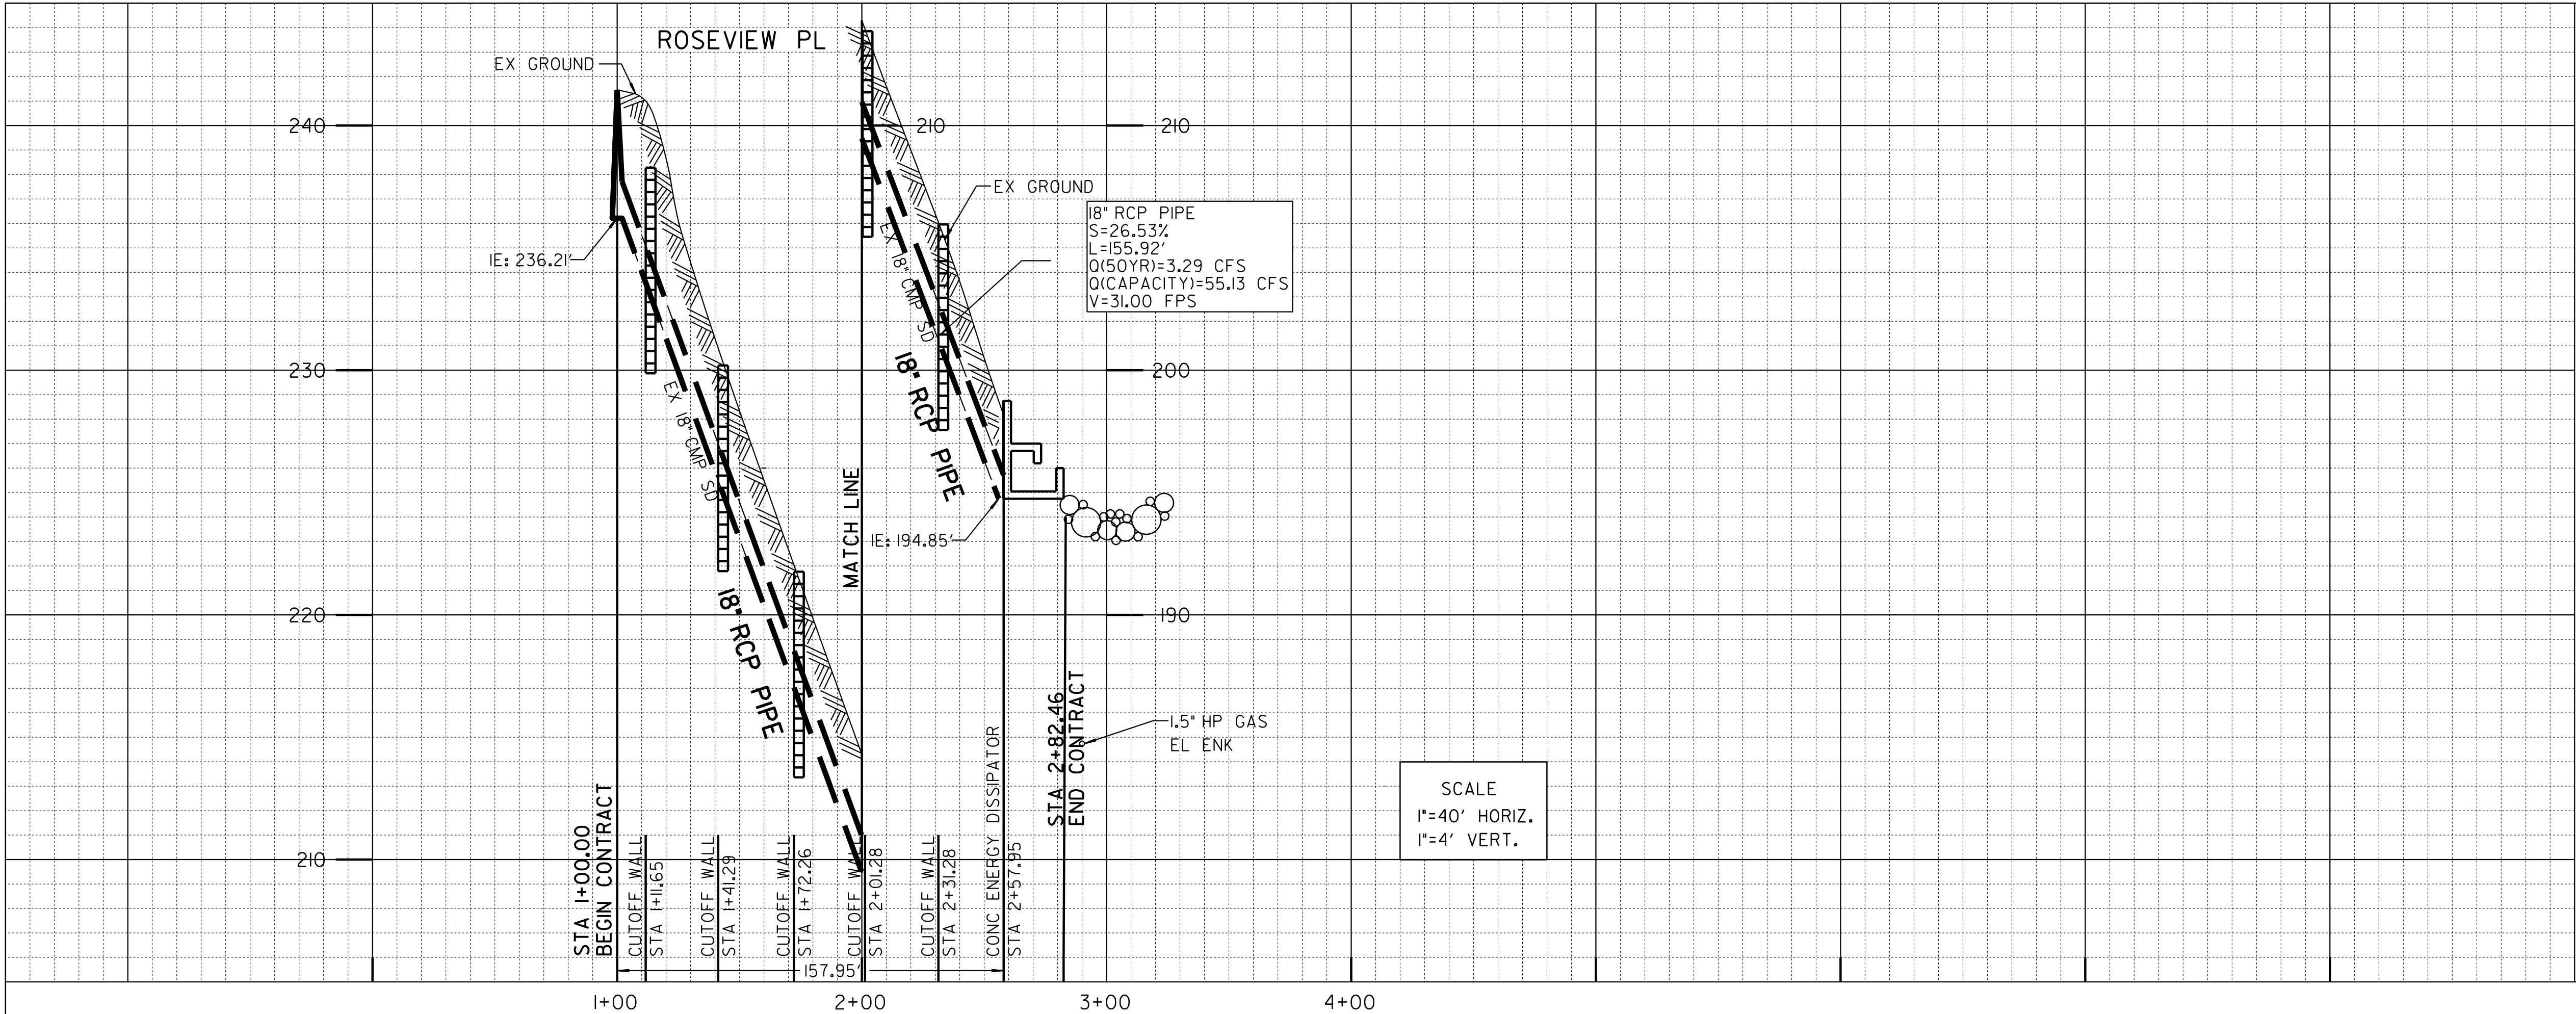 ROSEVIEW PL
EX GROUND
240
210
210
EX GROUND
18" RCP PIPE
S=26.53%
L=155.92'
Q(50YR)=3.29 CFS
Q(CAPACITY)=55.13 CFS
V=31.00 FPS
IE: 236.21'
EX 18" CMP SD
18" RCP PIPE
230
200
EX 18" CMP SD
18" RCP PIPE
MATCH LINE
IE: 194.85'
220
190
1.5" HP GAS
EL ENK
SCALE
1"=40' HORIZ.
1"=4' VERT.
210
STA 1+00.00
BEGIN CONTRACT
CUTOFF WALL
STA 1+11.65
CUTOFF WALL
STA 1+41.29
CUTOFF WALL
STA 1+72.26
CUTOFF WALL
STA 2+01.28
CUTOFF WALL
STA 2+31.28
CONC ENERGY DISSIPATOR
STA 2+57.95
STA 2+82.46
END CONTRACT
157.95'
1+00
2+00
3+00
4+00